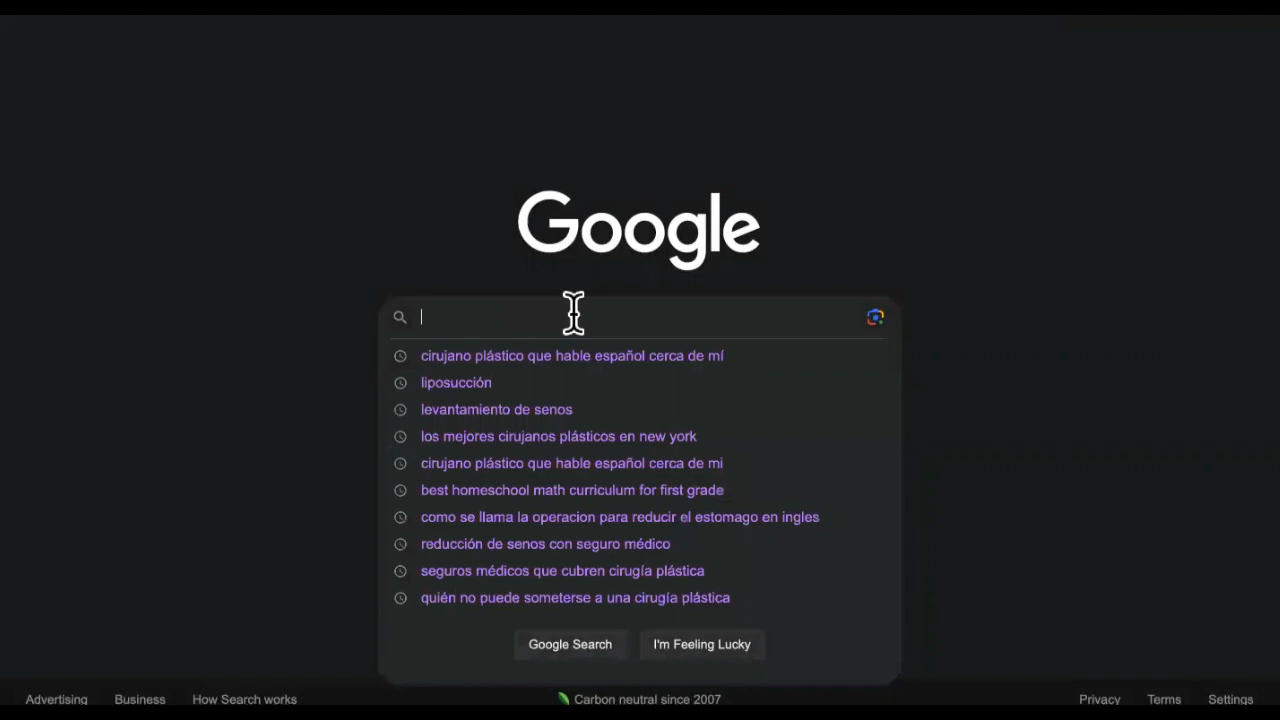 Google
cirujano plástico que hable español cerca de mí
liposucción
levantamiento de senos
los mejores cirujanos plásticos en new york
cirujano plástico que hable español cerca de mi
best homeschool math curriculum for first grade
como se llama la operacion para reducir el estomago en ingles
reducción de senos con seguro médico
seguros médicos que cubren cirugía plástica
quién no puede someterse a una cirugía plástica
Google Search I'm Feeling Lucky
Advertising Business How Search works Carbon neutral since 2007 Privacy Terms Settings